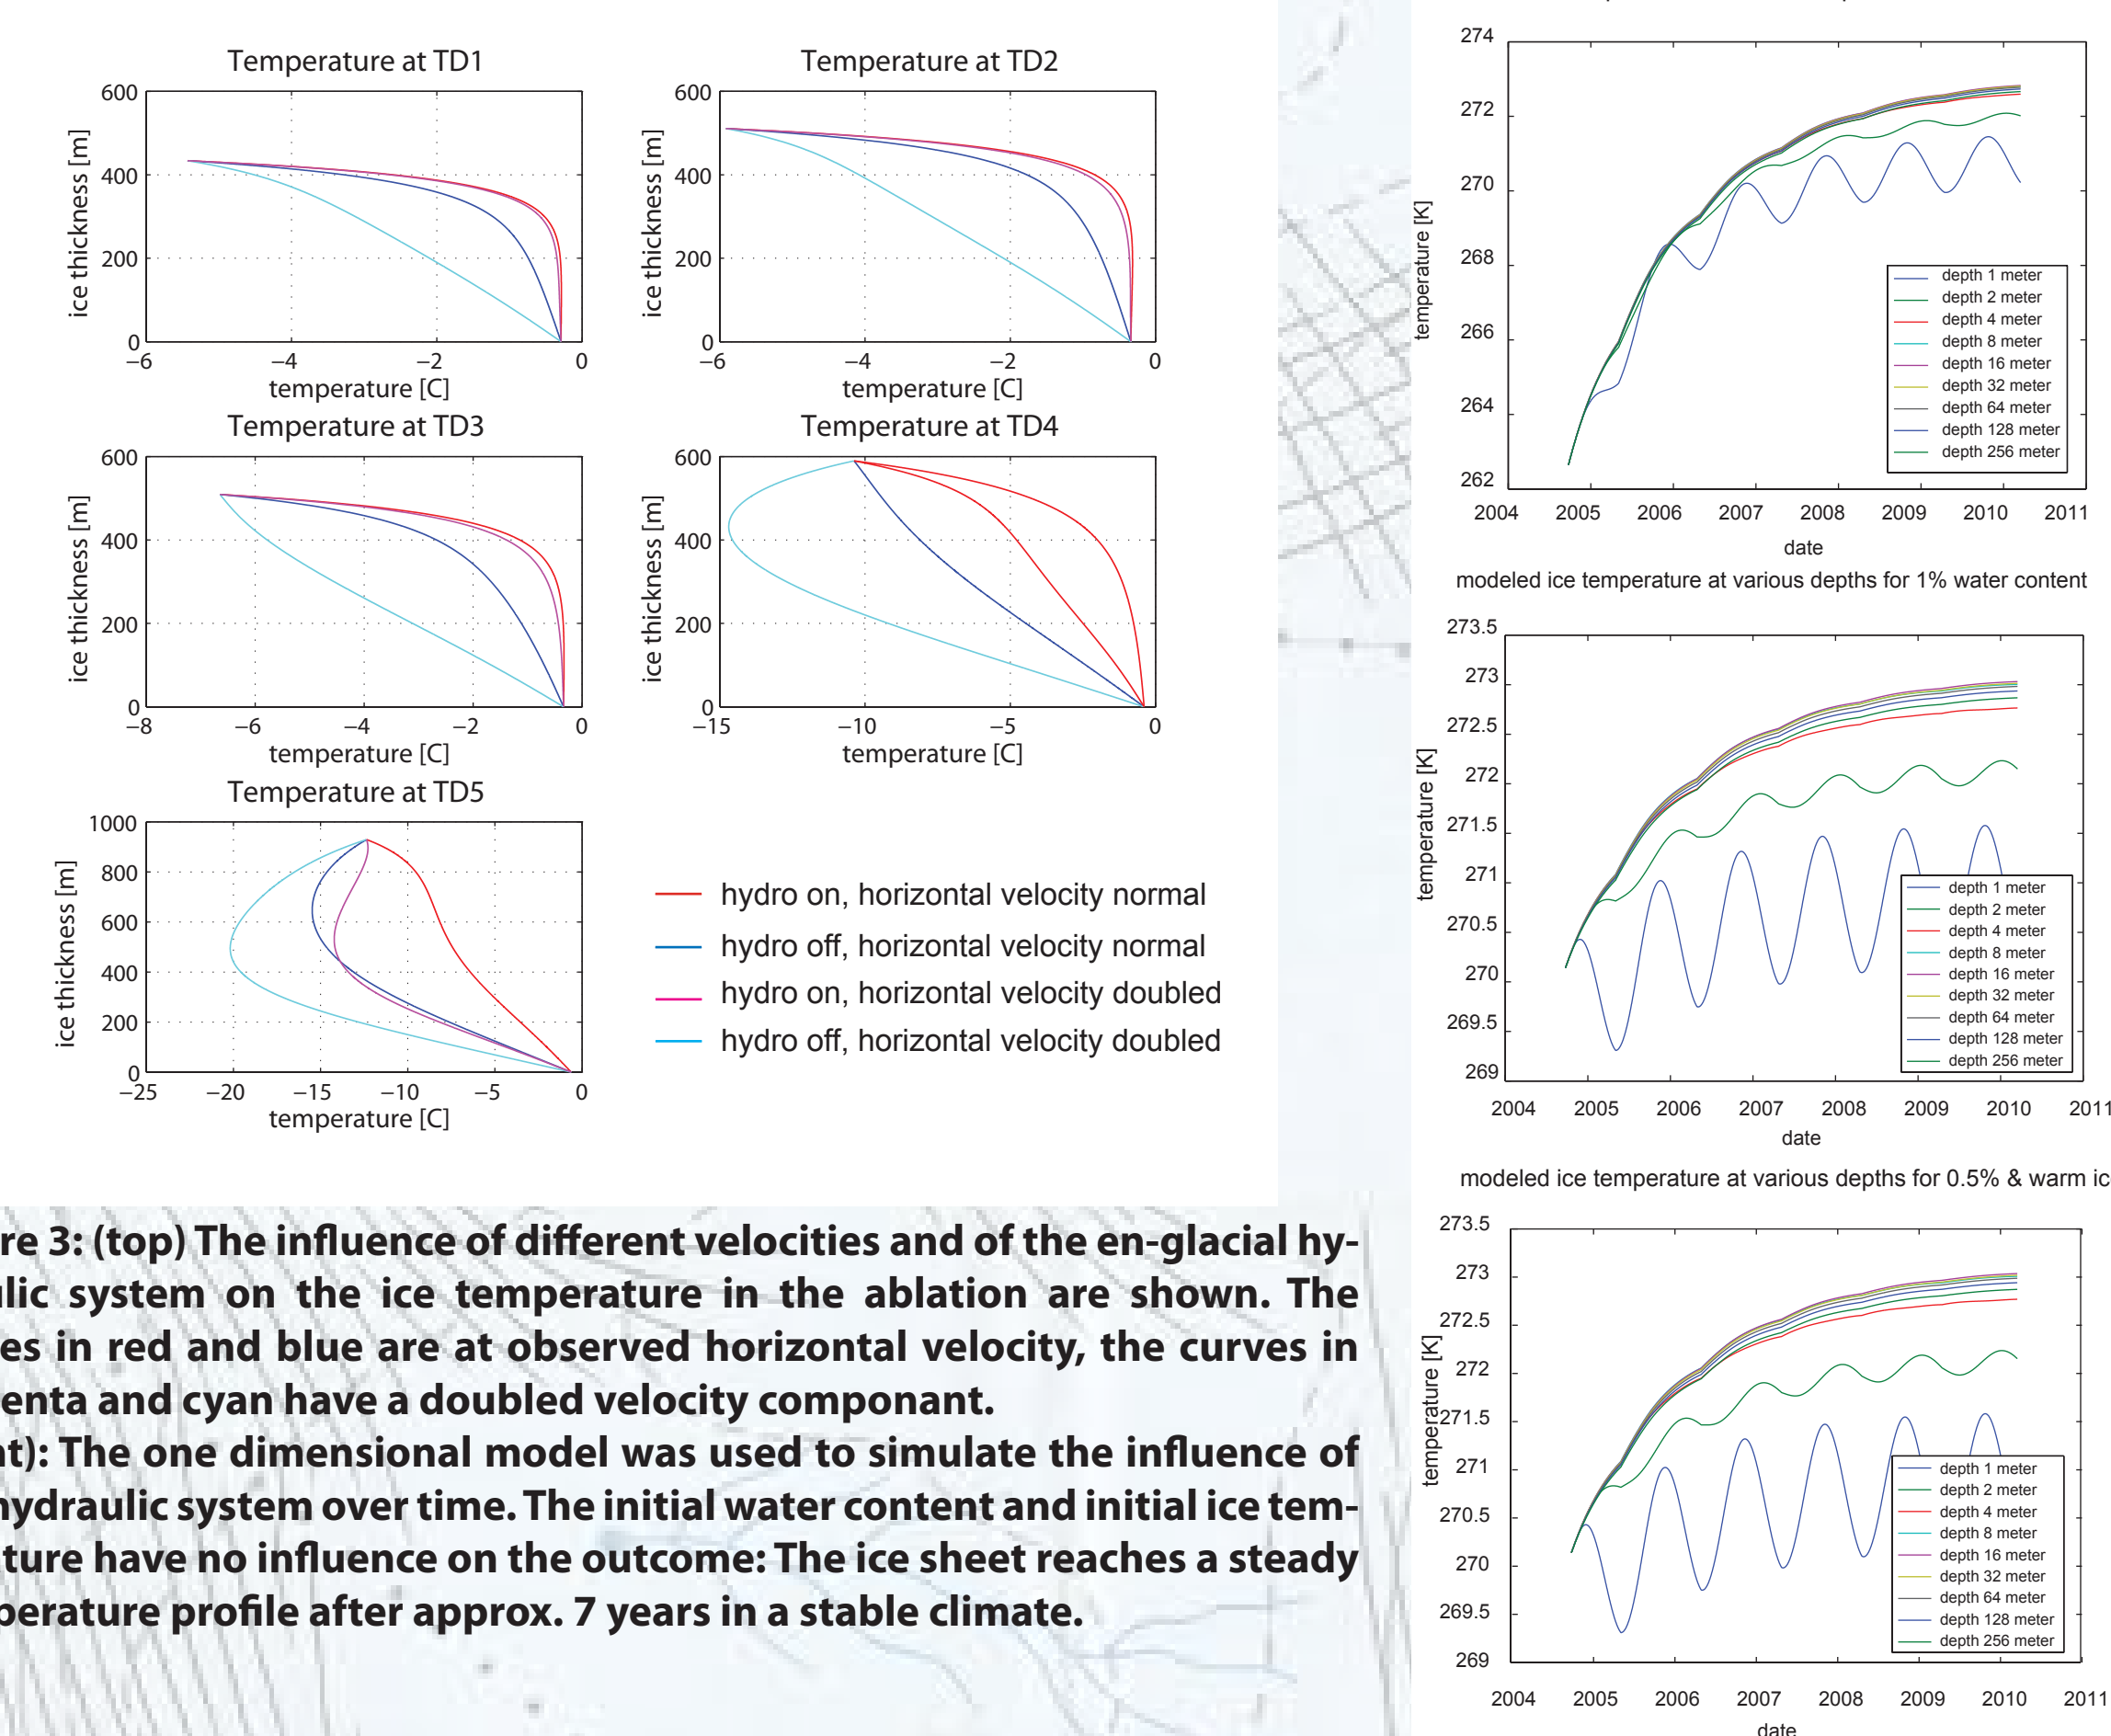 Temperature at TD1
600
400
200
0
ice thickness [m]
−6
−4
−2
0
temperature [C]
Temperature at TD2
600
400
200
0
ice thickness [m]
−6
−4
−2
0
temperature [C]
Temperature at TD3
600
400
200
0
ice thickness [m]
−8
−6
−4
−2
0
temperature [C]
Temperature at TD4
600
400
200
0
ice thickness [m]
−15
−10
−5
0
temperature [C]
Temperature at TD5
1000
800
600
400
200
0
ice thickness [m]
−25
−20
−15
−10
−5
0
temperature [C]
hydro on, horizontal velocity normal
hydro off, horizontal velocity normal
hydro on, horizontal velocity doubled
hydro off, horizontal velocity doubled
re 3: (top) The influence of different velocities and of the en-glacial hy-
lic system on the ice temperature in the ablation are shown. The
es in red and blue are at observed horizontal velocity, the curves in
enta and cyan have a doubled velocity componant.
nt): The one dimensional model was used to simulate the influence of
hydraulic system over time. The initial water content and initial ice tem-
ture have no influence on the outcome: The ice sheet reaches a steady
perature profile after approx. 7 years in a stable climate.
274
272
270
268
266
264
262
temperature [K]
depth 1 meter
depth 2 meter
depth 4 meter
depth 8 meter
depth 16 meter
depth 32 meter
depth 64 meter
depth 128 meter
depth 256 meter
2004
2005
2006
2007
2008
2009
2010
2011
date
modeled ice temperature at various depths for 1% water content
273.5
273
272.5
272
271.5
271
270.5
270
269.5
269
temperature [K]
depth 1 meter
depth 2 meter
depth 4 meter
depth 8 meter
depth 16 meter
depth 32 meter
depth 64 meter
depth 128 meter
depth 256 meter
2004
2005
2006
2007
2008
2009
2010
2011
date
modeled ice temperature at various depths for 0.5% & warm ic
273.5
273
272.5
272
271.5
271
270.5
270
269.5
269
temperature [K]
depth 1 meter
depth 2 meter
depth 4 meter
depth 8 meter
depth 16 meter
depth 32 meter
depth 64 meter
depth 128 meter
depth 256 meter
2004
2005
2006
2007
2008
2009
2010
2011
date